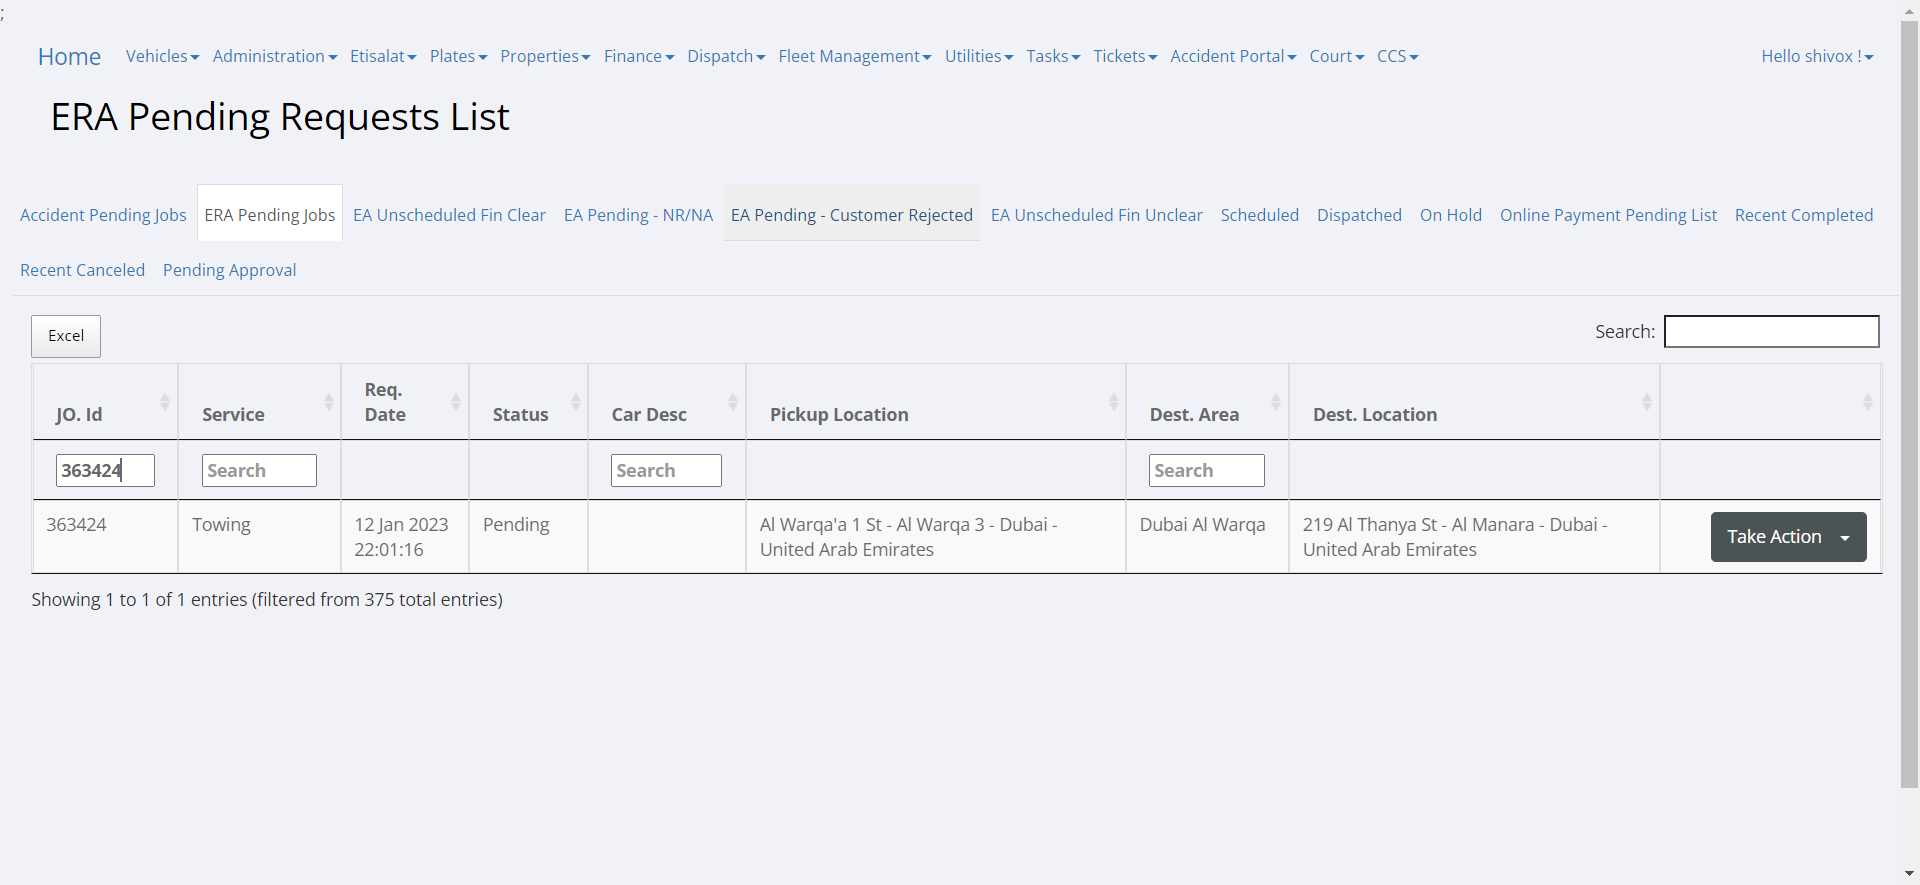 ;
Home Vehicles Administration Etisalat Plates Properties Finance Dispatch Fleet Management Utilities Tasks Tickets Accident Portal Court CCS Hello shivox !
ERA Pending Requests List
Accident Pending Jobs ERA Pending Jobs EA Unscheduled Fin Clear EA Pending - NR/NA EA Pending - Customer Rejected EA Unscheduled Fin Unclear Scheduled Dispatched On Hold Online Payment Pending List Recent Completed
Recent Canceled Pending Approval
Excel Search:
JO. Id Service Req. Date Status Car Desc Pickup Location Dest. Area Dest. Location
363424 Search Search Search
363424 Towing 12 Jan 2023 Pending Al Warqa'a 1 St - Al Warqa 3 - Dubai - Dubai Al Warqa 219 Al Thanya St - Al Manara - Dubai - Take Action
22:01:16 United Arab Emirates United Arab Emirates
Showing 1 to 1 of 1 entries (filtered from 375 total entries)